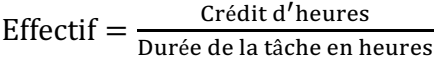 Effectif = Crédit d′heures / Durée de la tâche en heures